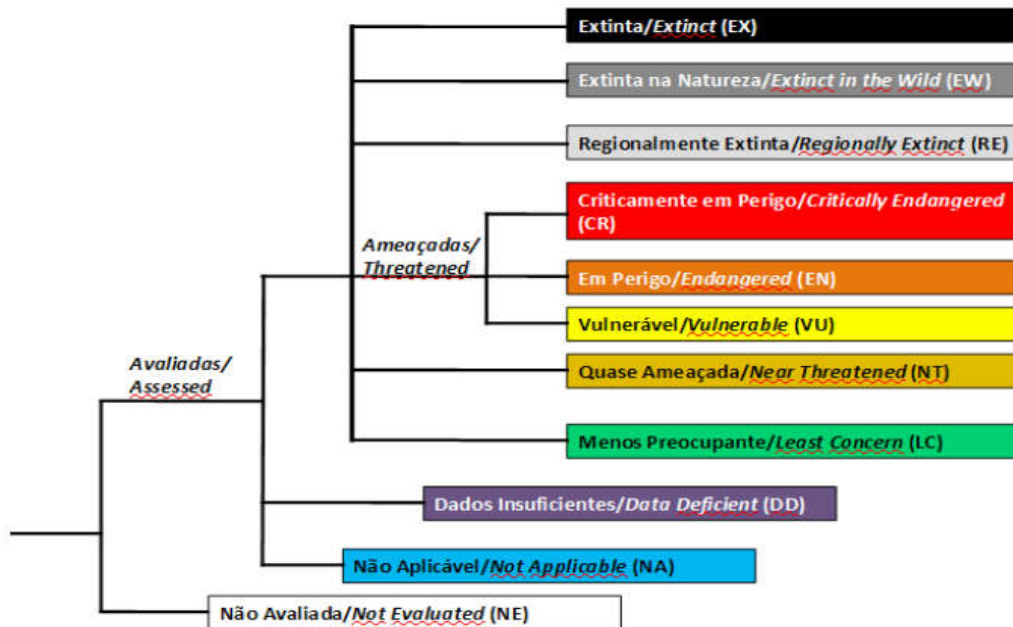 Extinta/Extinct (EX)
Extinta na Natureza/Extinct in the Wild (EW)
Regionalmente Extinta/Regionally Extinct (RE)
Criticamente em Perigo/Critically Endangered
(CR)
Ameaçadas/
Threatened
Em Perigo/Endangered (EN)
Vulnerável/Vulnerable (VU)
Avaliadas/
Assessed
Quase Ameaçada/Near Threatened (NT)
Menos Preocupante/Least Concern (LC)
Dados Insuficientes/Data Deficient (DD)
Não Aplicável/Not Applicable (NA)
Não Avaliada/Not Evaluated (NE)